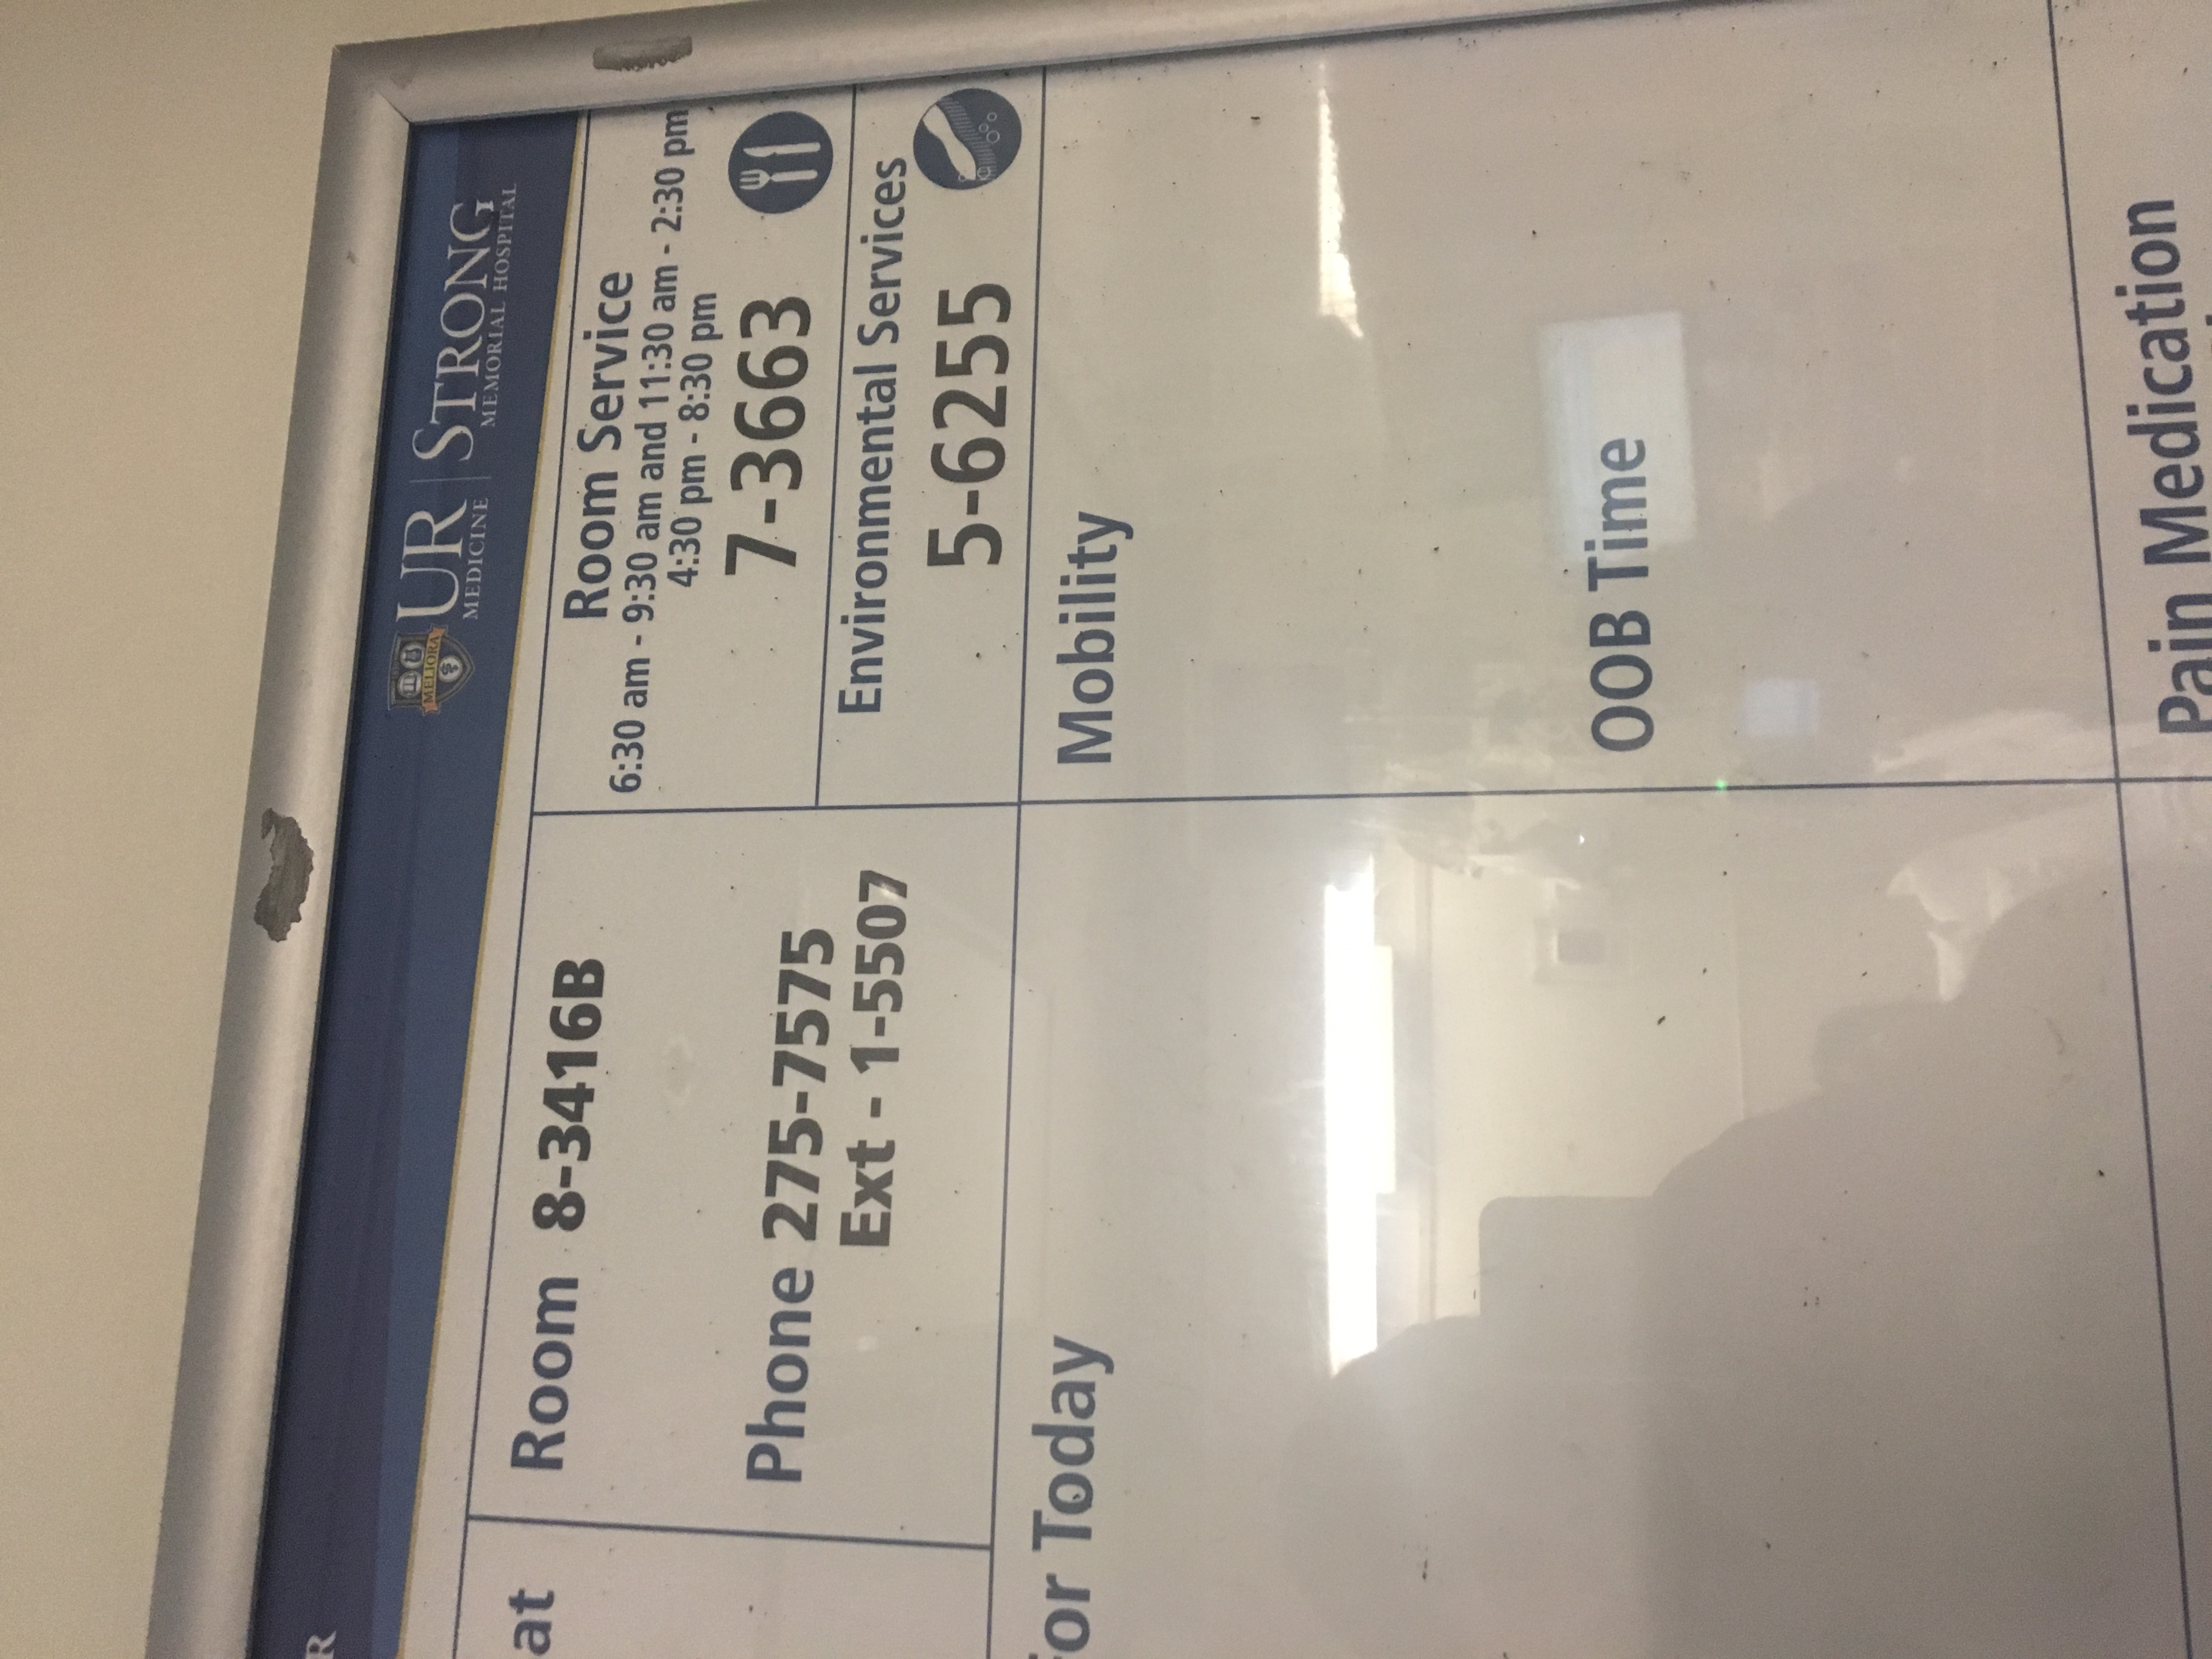 R
UR | STRONG
MEDICINE MEMORIAL HOSPITAL
MELIORA
at
Room 8-3416B
Phone 275-7575
Ext - 1-5507
Room Service
6:30 am - 9:30 am and 11:30 am - 2:30 pm
4:30 pm - 8:30 pm
7-3663
Environmental Services
5-6255
or Today
Mobility
OOB Time
Pain Medication